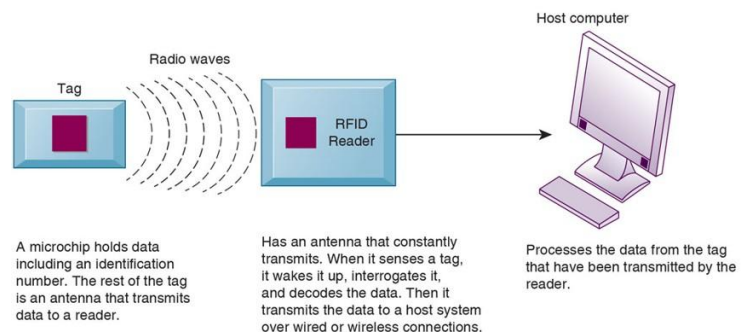 Host computer
Radio waves
Tag
RFID
Reader
A microchip holds data
including an identification
number. The rest of the tag
is an antenna that transmits
data to a reader.
Has an antenna that constantly
transmits. When it senses a tag,
it wakes it up, interrogates it,
and decodes the data. Then it
transmits the data to a host system
over wired or wireless connections.
Processes the data from the tag
that have been transmitted by the
reader.